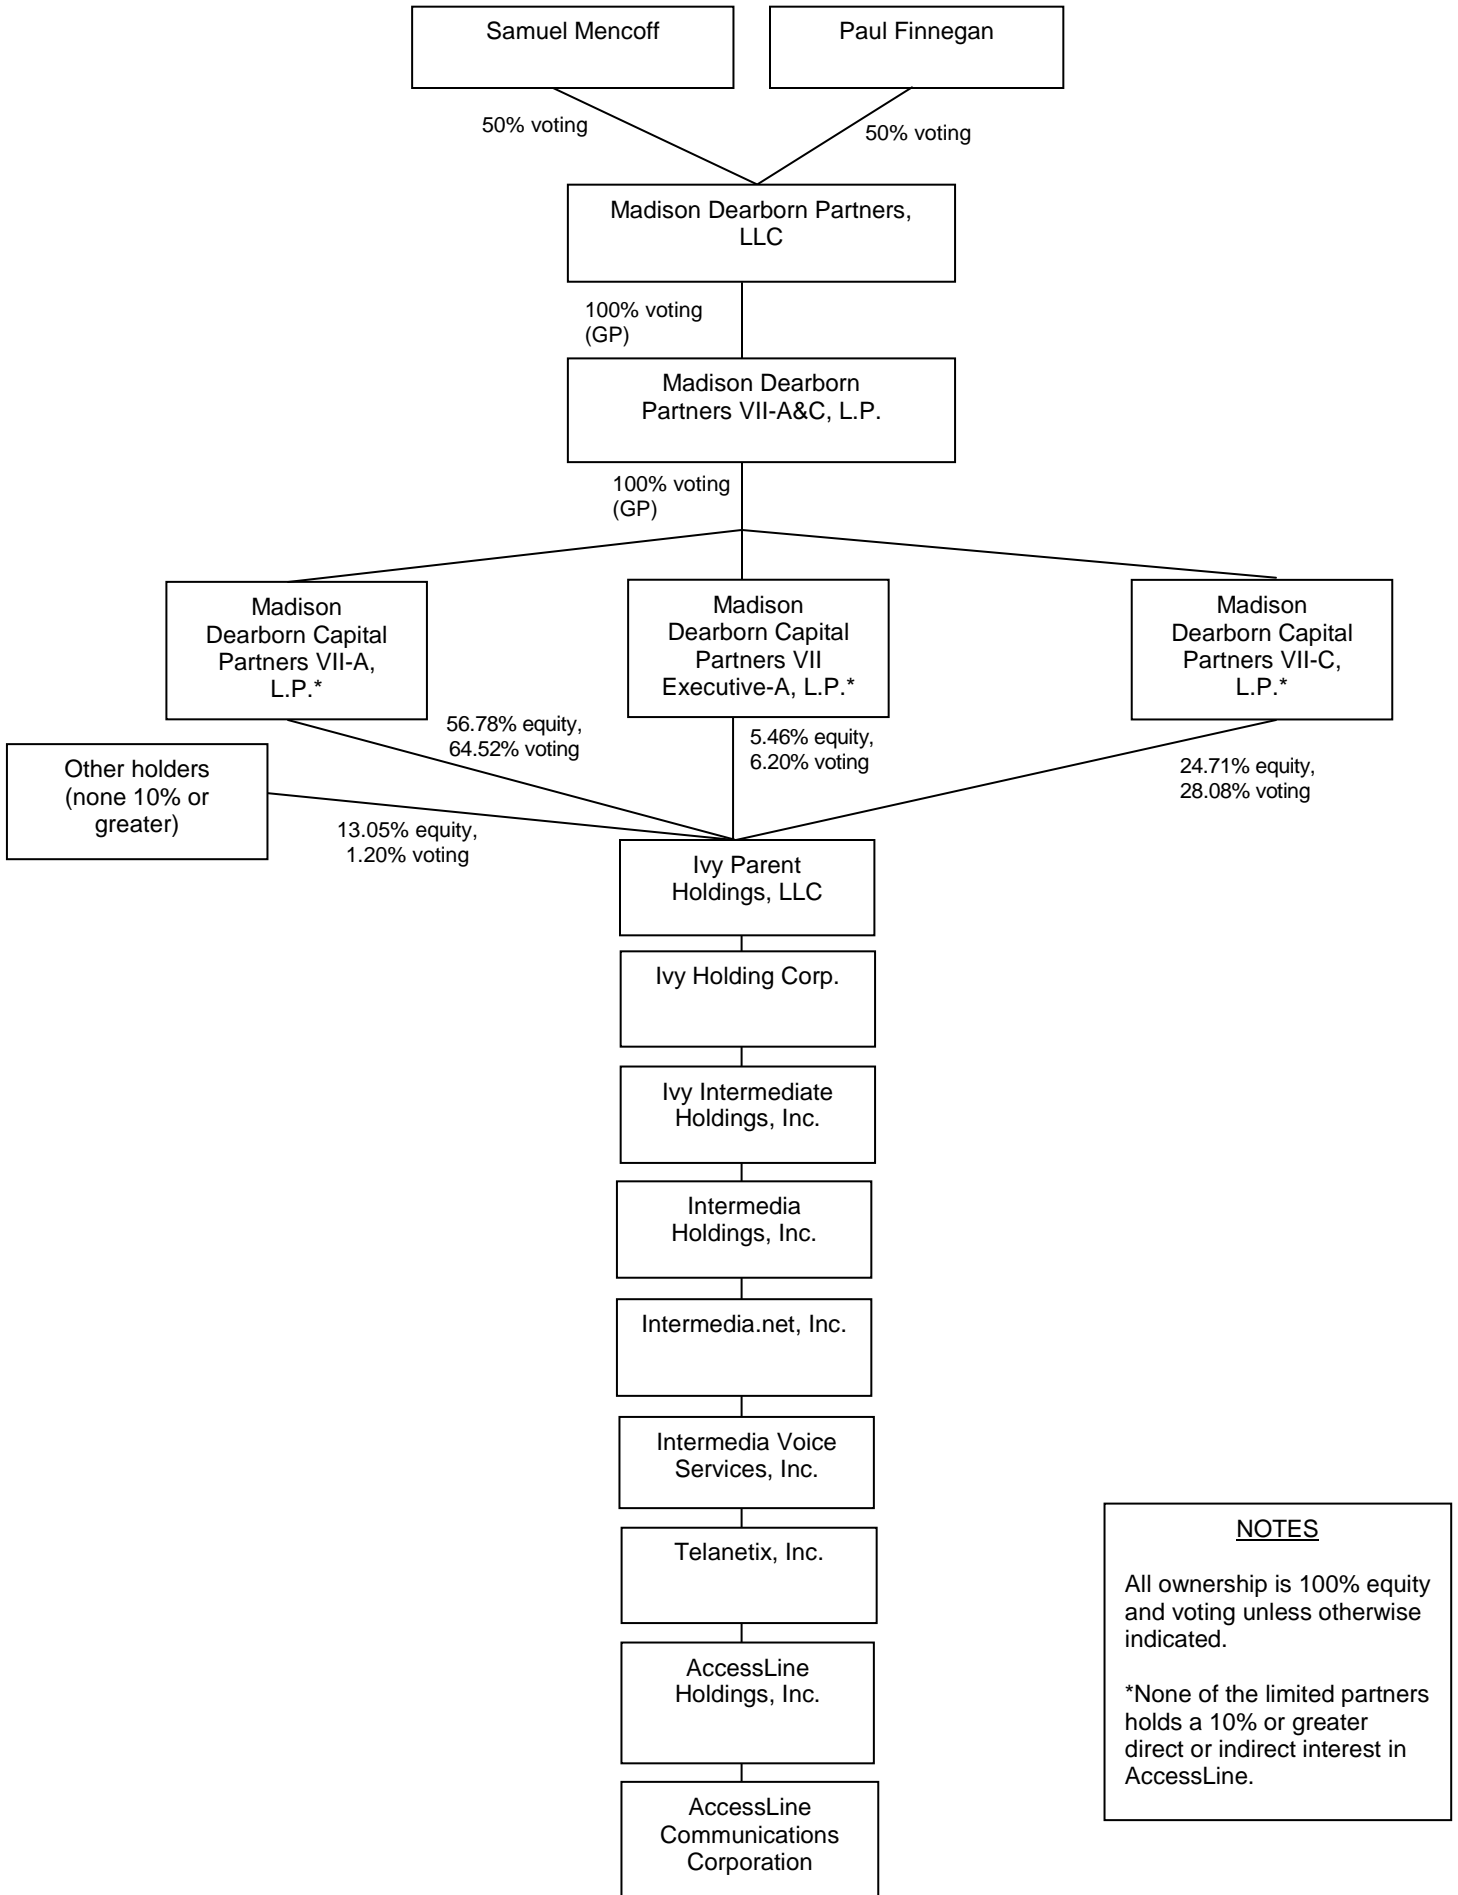 Samuel Mencoff
Paul Finnegan
50% voting
50% voting
Madison Dearborn Partners,
LLC
100% voting
(GP)
Madison Dearborn
Partners VII-A&C, L.P.
100% voting
(GP)
Madison
Dearborn Capital
Partners VII-A,
L.P.*
Madison
Dearborn Capital
Partners VII
Executive-A, L.P.*
Madison
Dearborn Capital
Partners VII-C,
L.P.*
56.78% equity,
64.52% voting
5.46% equity,
6.20% voting
24.71% equity,
28.08% voting
Other holders
(none 10% or
greater)
13.05% equity,
1.20% voting
Ivy Parent
Holdings, LLC
Ivy Holding Corp.
Ivy Intermediate
Holdings, Inc.
Intermedia
Holdings, Inc.
Intermedia.net, Inc.
Intermedia Voice
Services, Inc.
Telanetix, Inc.
AccessLine
Holdings, Inc.
AccessLine
Communications
Corporation
NOTES
All ownership is 100% equity
and voting unless otherwise
indicated.
*None of the limited partners
holds a 10% or greater
direct or indirect interest in
AccessLine.